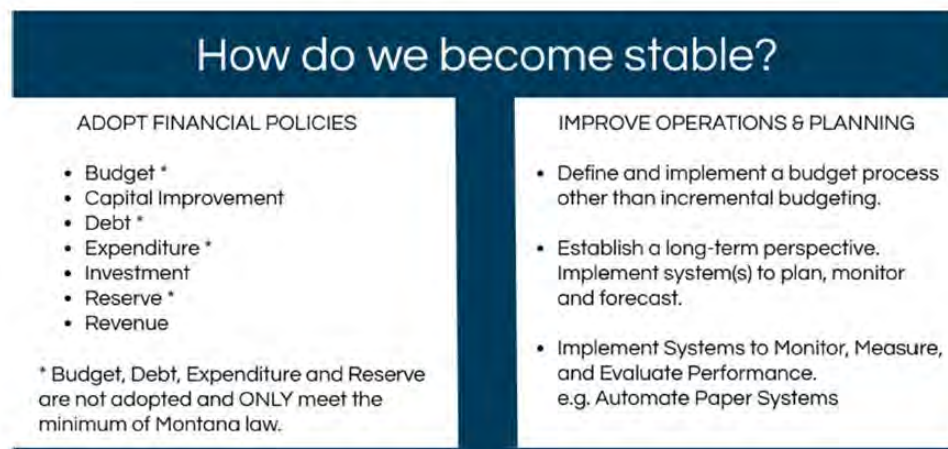 How do we become stable?
ADOPT FINANCIAL POLICIES
• Budget *
• Capital Improvement
• Debt *
• Expenditure *
• Investment
• Reserve *
• Revenue
* Budget, Debt, Expenditure and Reserve
are not adopted and ONLY meet the
minimum of Montana law.
IMPROVE OPERATIONS & PLANNING
• Define and implement a budget process
other than incremental budgeting.
• Establish a long-term perspective.
Implement system(s) to plan, monitor
and forecast.
• Implement Systems to Monitor, Measure,
and Evaluate Performance.
e.g. Automate Paper Systems